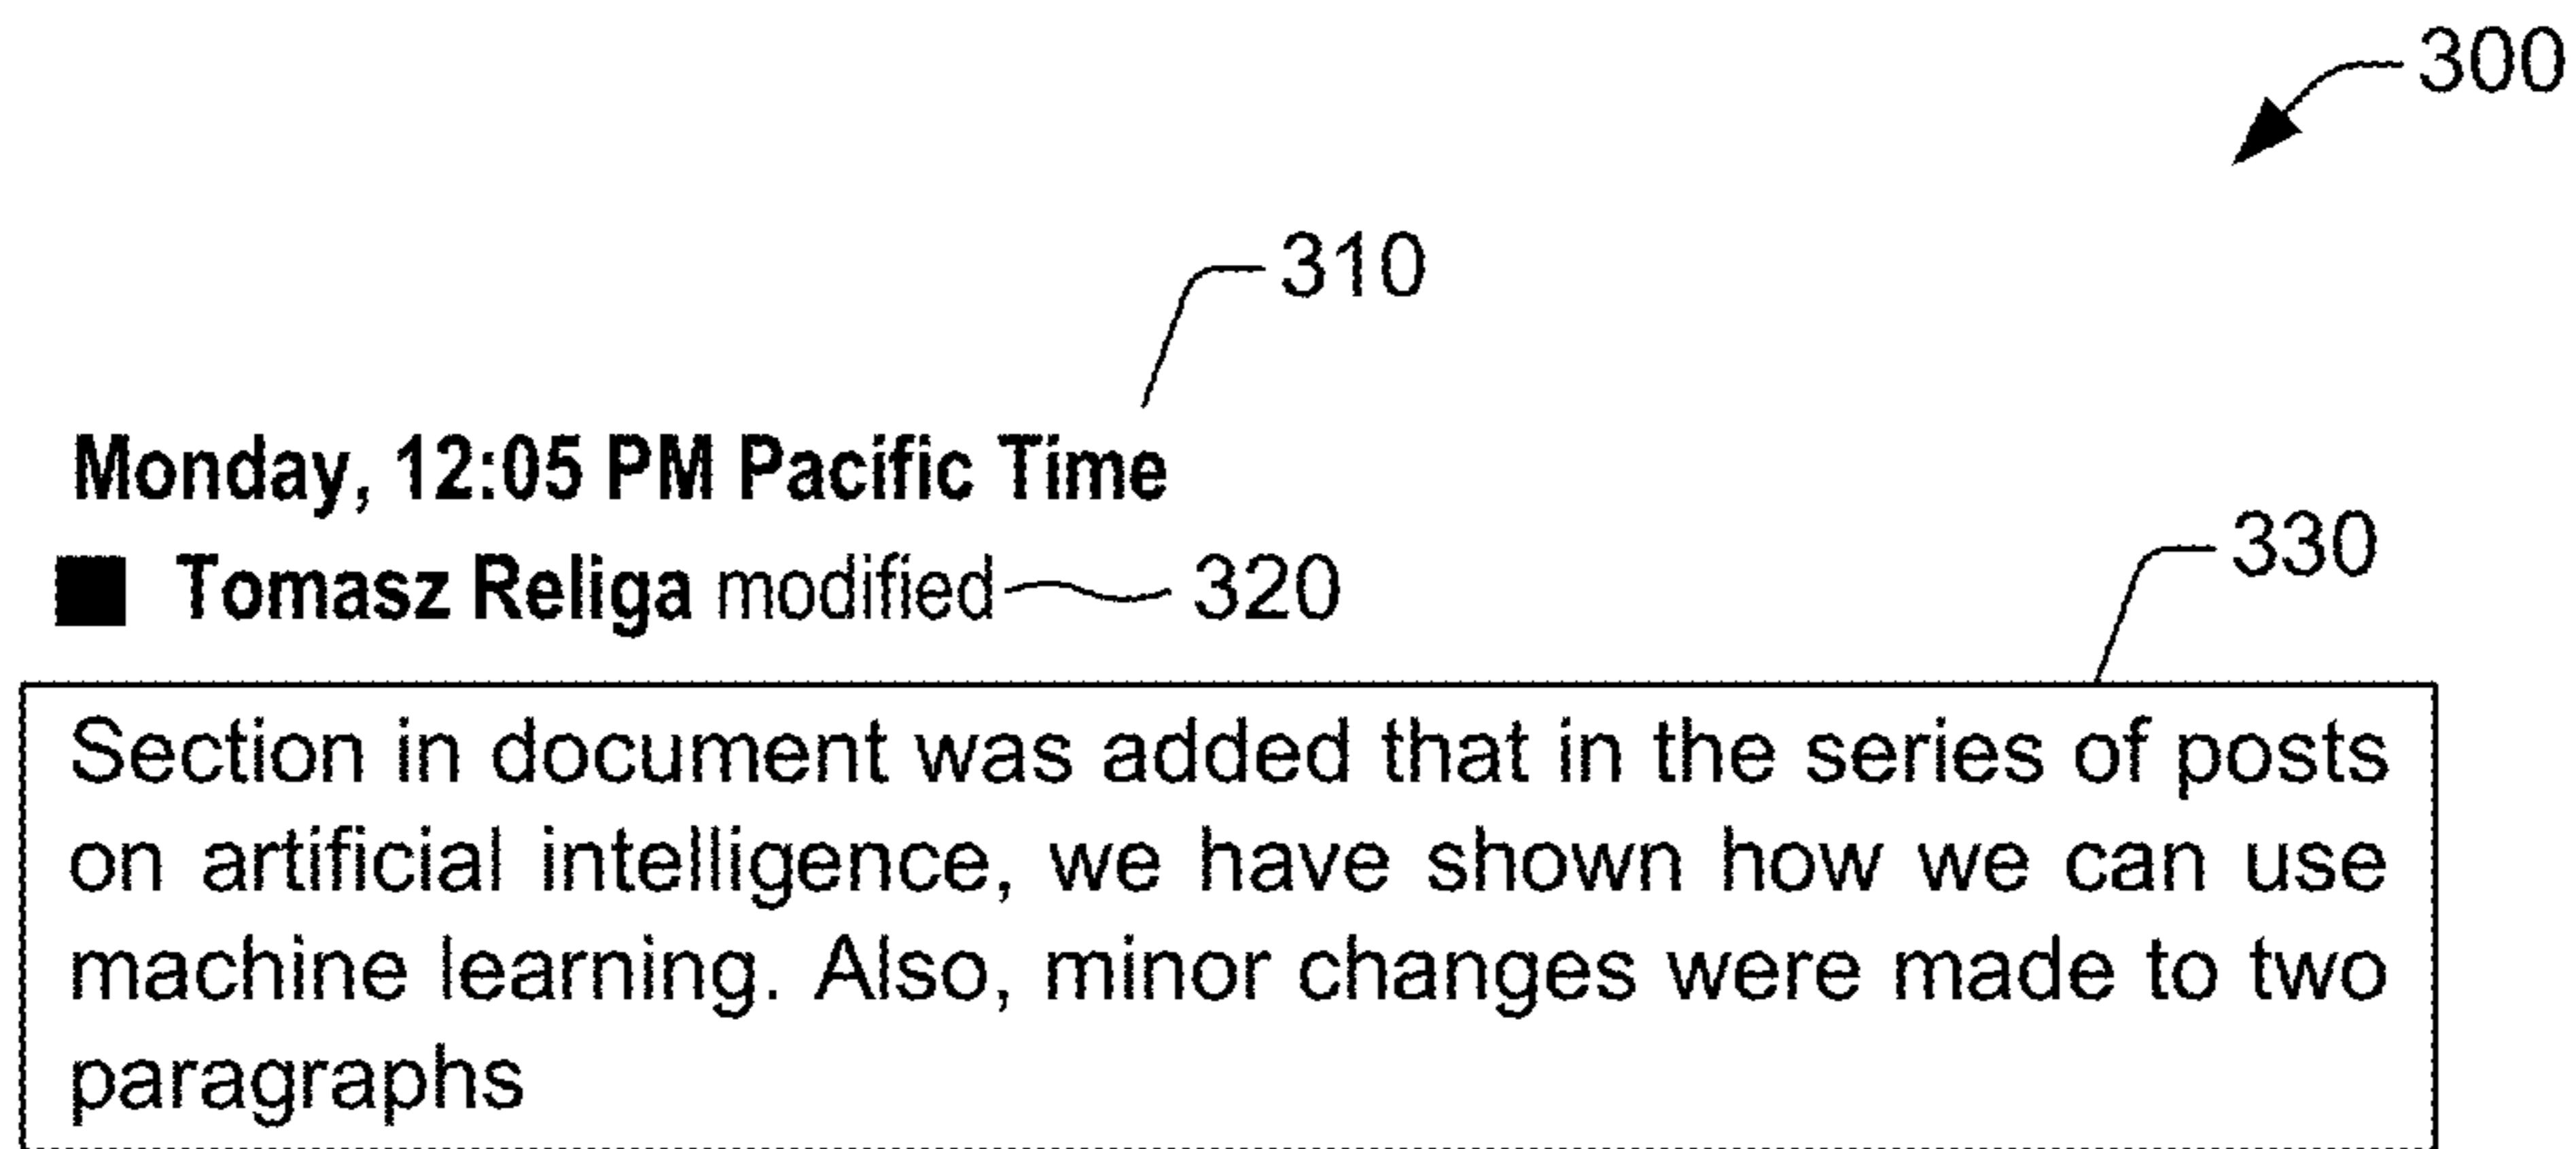 300
310
Monday, 12:05 PM Pacific Time
Tomasz Religa modified 320
330
Section in document was added that in the series of posts
on artificial intelligence, we have shown how we can use
machine learning. Also, minor changes were made to two
paragraphs